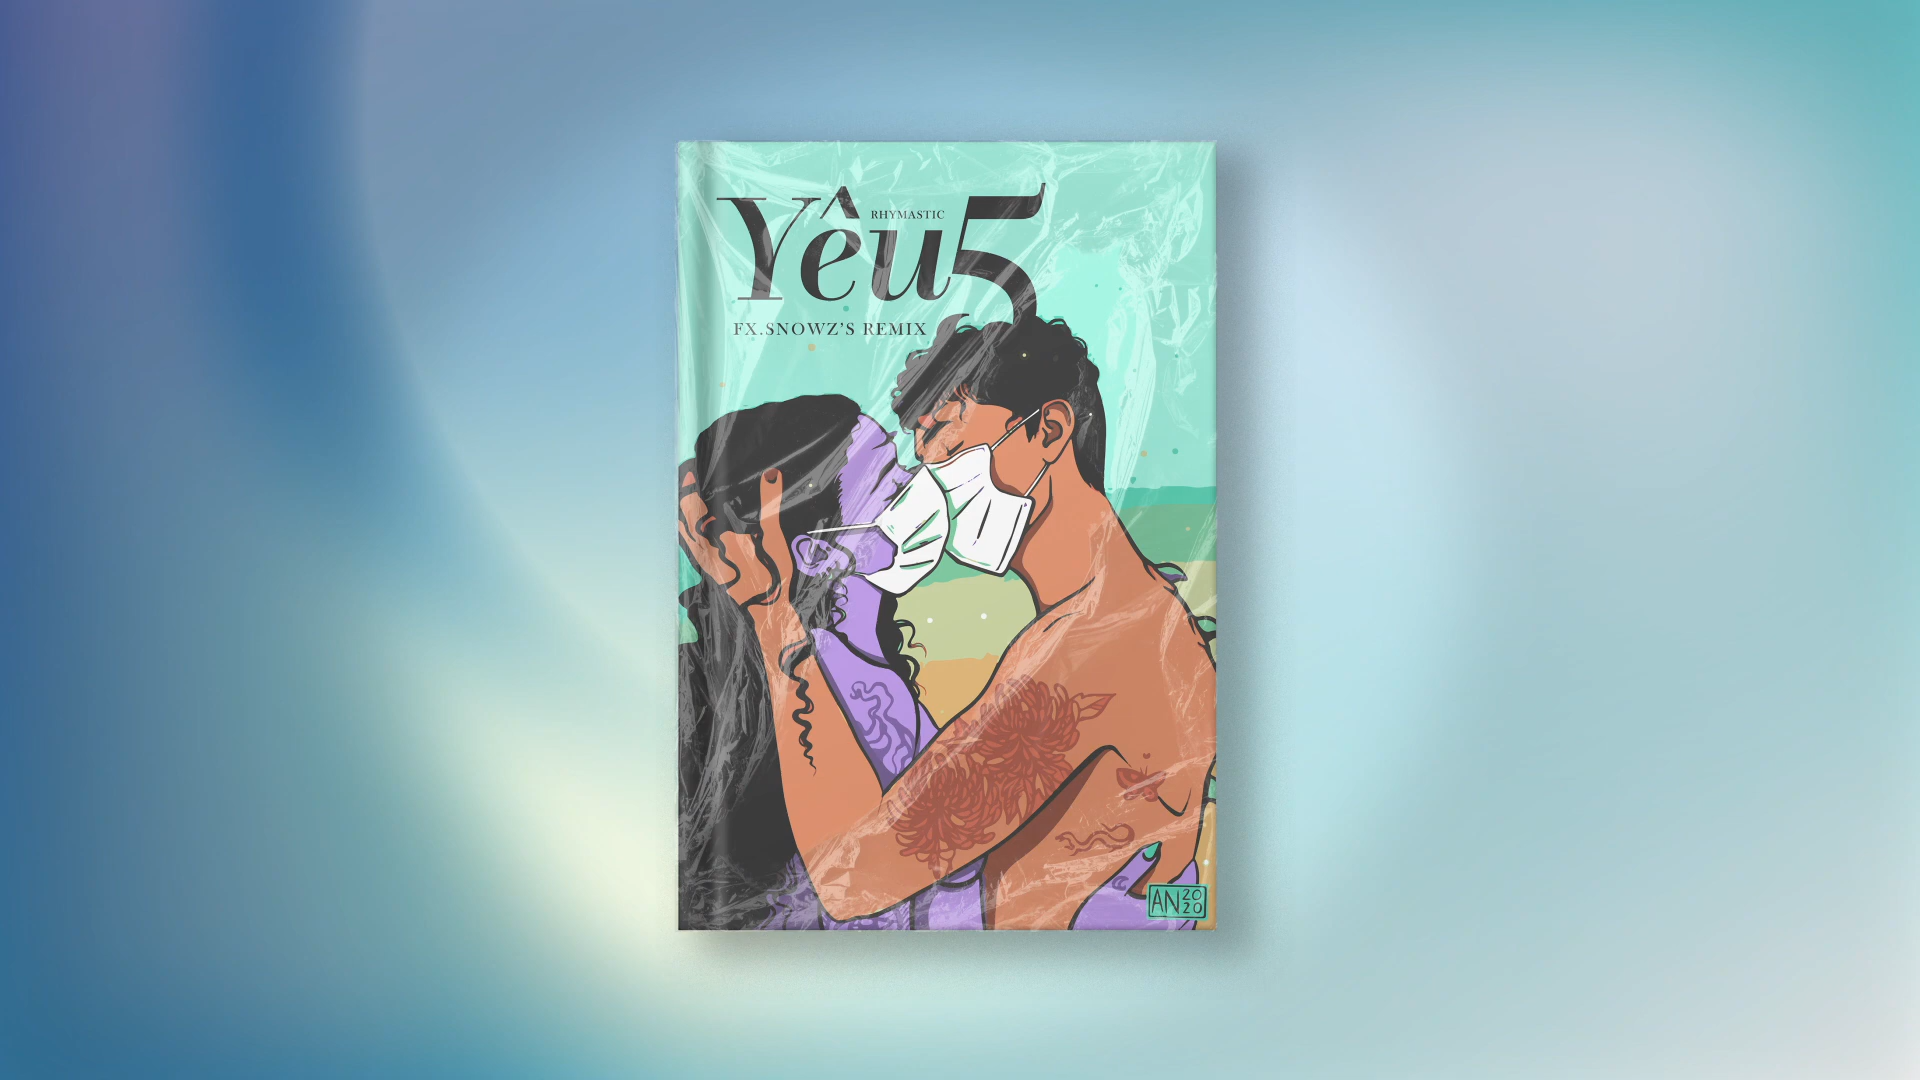 Yêu5
RHYMASTIC
FX.SNOWZ'S REMIX
AN 20
20